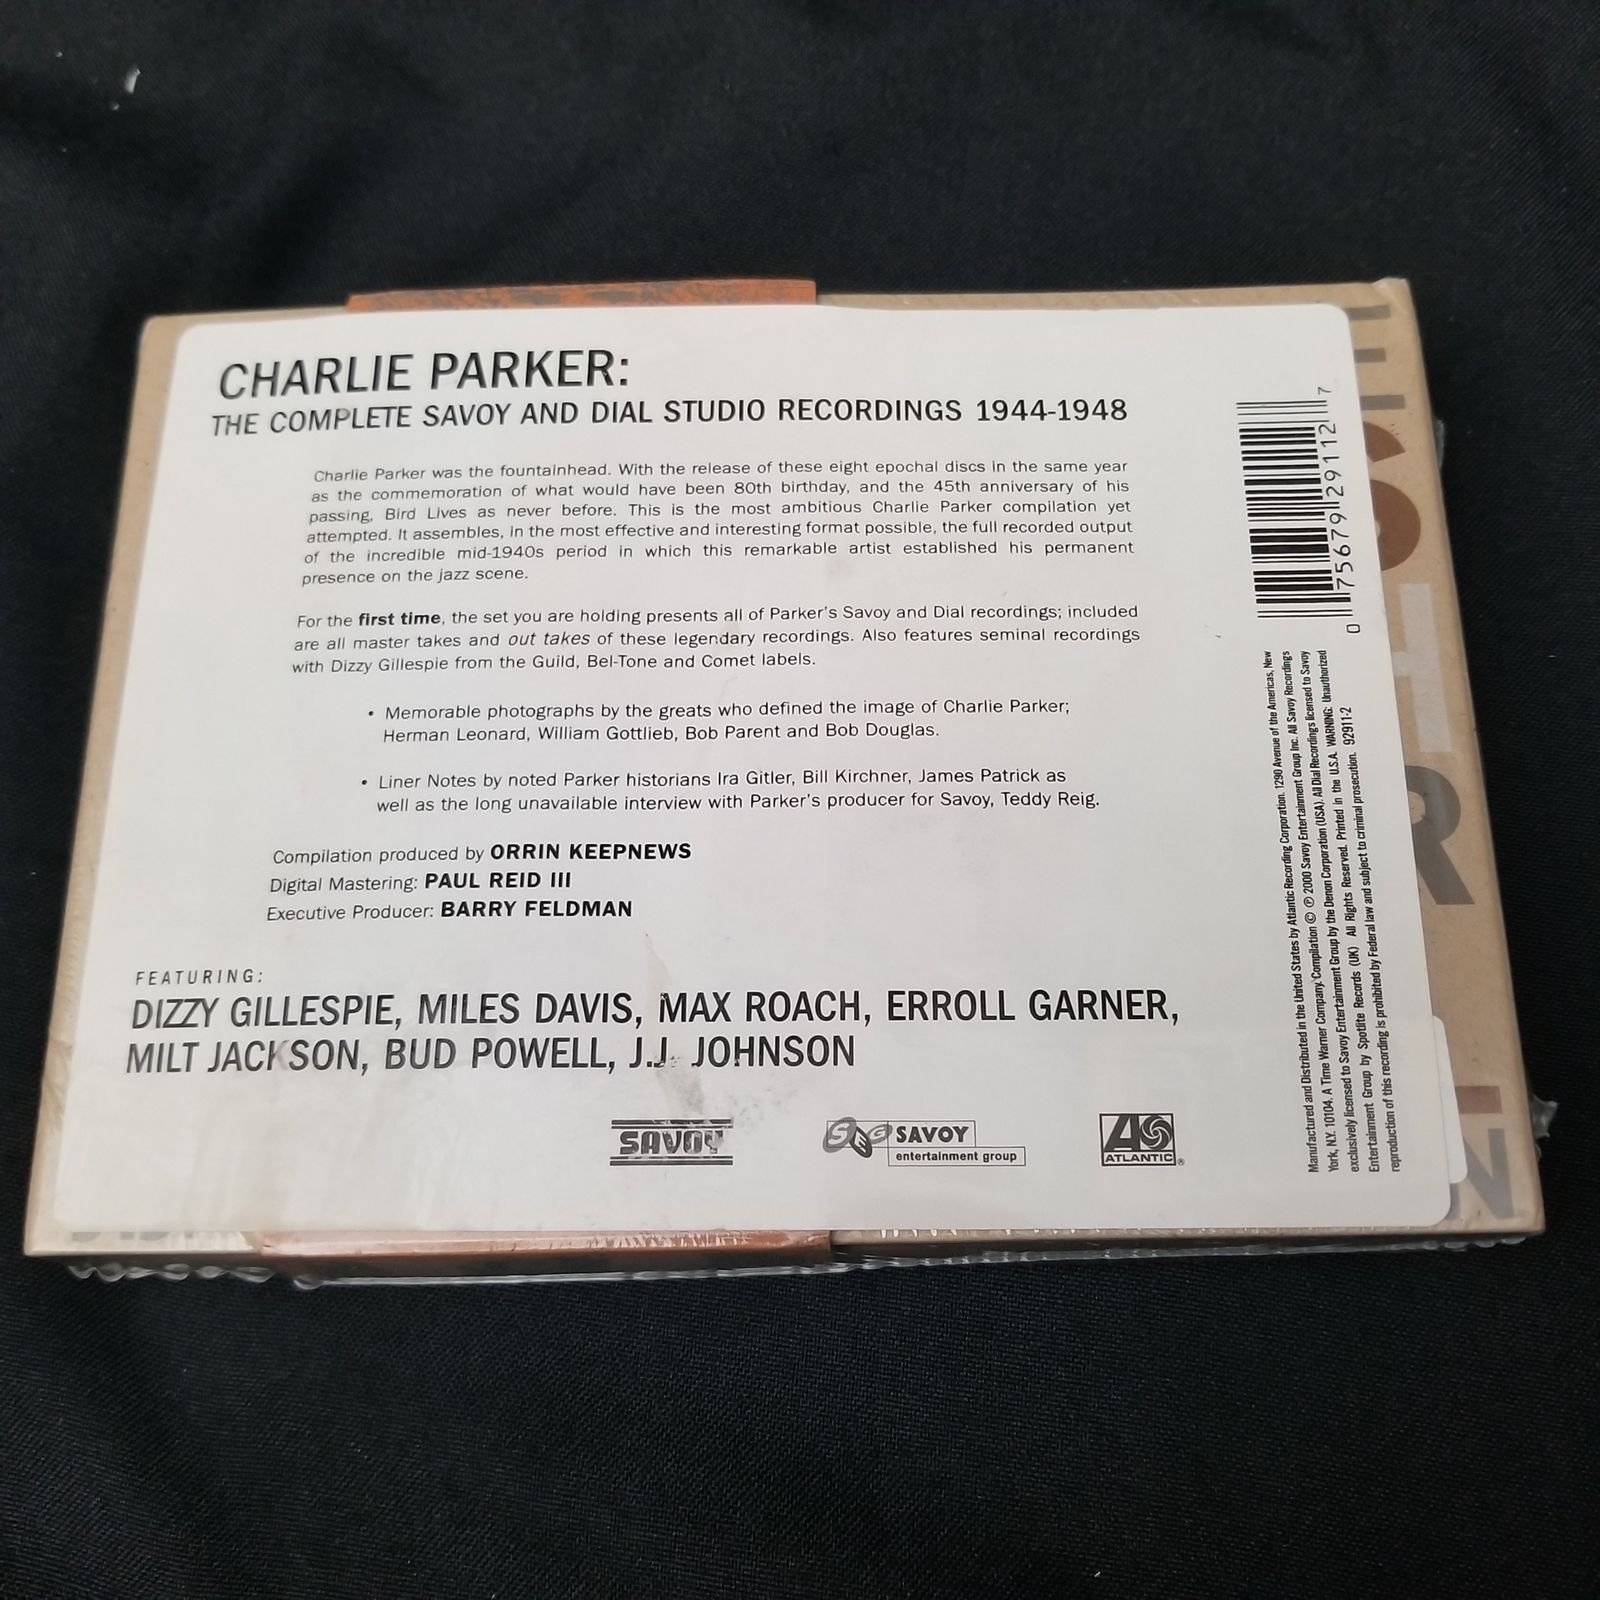 CHARLIE PARKER:
THE COMPLETE SAVOY AND DIAL STUDIO RECORDINGS 1944-1948
Charlie Parker was the fountainhead. With the release of these eight epochal discs in the same year
as the commemoration of what would have been 80th birthday, and the 45th anniversary of his
passing, Bird Lives as never before. This is the most ambitious Charlie Parker compilation yet
attempted. It assembles, in the most effective and interesting format possible, the full recorded output
of the incredible mid-1940s period in which this remarkable artist established his permanent
presence on the jazz scene.
For the first time, the set you are holding presents all of Parker's Savoy and Dial recordings; included
are all master takes and out takes of these legendary recordings. Also features seminal recordings
with Dizzy Gillespie from the Guild, Bel-Tone and Comet labels.
• Memorable photographs by the greats who defined the image of Charlie Parker;
Herman Leonard, William Gottlieb, Bob Parent and Bob Douglas.
• Liner Notes by noted Parker historians Ira Gitler, Bill Kirchner, James Patrick as
well as the long unavailable interview with Parker's producer for Savoy, Teddy Reig.
Compilation produced by ORRIN KEEPNEWS
Digital Mastering: PAUL REID III
Executive Producer: BARRY FELDMAN
FEATURING:
DIZZY GILLESPIE, MILES DAVIS, MAX ROACH, ERROLL GARNER,
MILT JACKSON, BUD POWELL, J.J. JOHNSON
SAVOY
SEG SAVOY
entertainment group
ATLANTIC®
0 75679 29112 7
Manufactured and Distributed in the United States by Atlantic Recording Corporation. 1290 Avenue of the Americas, New
York, N.Y. 10104. A Time Warner Company. Compilation © ℗ 2000 Savoy Entertainment Group Inc. All Savoy Recordings
exclusively licensed to Savoy Entertainment Group by the Denon Corporation (USA). All Dial Recordings licensed to Savoy
Entertainment Group by Spotlite Records (UK) All Rights Reserved. Printed in the U.S.A. WARNING: Unauthorized
reproduction of this recording is prohibited by Federal law and subject to criminal prosecution. 92911-2